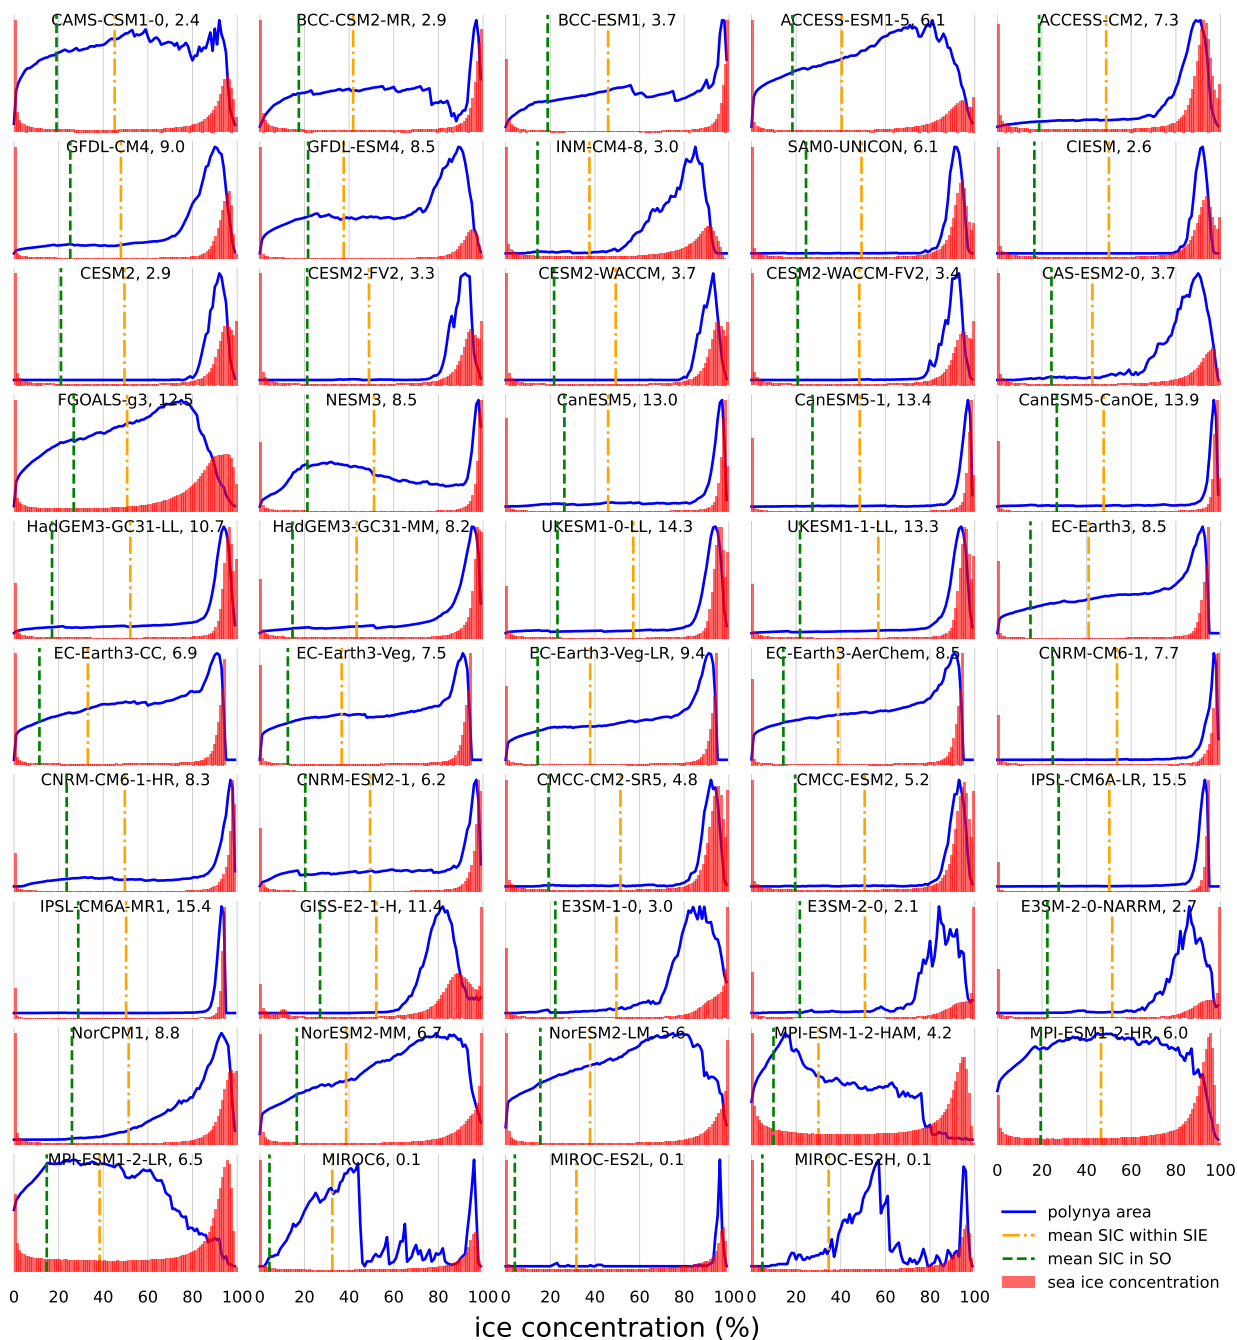 CAMS-CSM1-0, 2.4
BCC-CSM2-MR, 2.9
BCC-ESM1, 3.7
ACCESS-ESM1-5, 6.1
ACCESS-CM2, 7.3
GFDL-CM4, 9.0
GFDL-ESM4, 8.5
INM-CM4-8, 3.0
SAM0-UNICON, 6.1
CIESM, 2.6
CESM2, 2.9
CESM2-FV2, 3.3
CESM2-WACCM, 3.7
CESM2-WACCM-FV2, 3.4
CAS-ESM2-0, 3.7
FGOALS-g3, 12.5
NESM3, 8.5
CanESM5, 13.0
CanESM5-1, 13.4
CanESM5-CanOE, 13.9
HadGEM3-GC31-LL, 10.7
HadGEM3-GC31-MM, 8.2
UKESM1-0-LL, 14.3
UKESM1-1-LL, 13.3
EC-Earth3, 8.5
EC-Earth3-CC, 6.9
EC-Earth3-Veg, 7.5
EC-Earth3-Veg-LR, 9.4
EC-Earth3-AerChem, 8.5
CNRM-CM6-1, 7.7
CNRM-CM6-1-HR, 8.3
CNRM-ESM2-1, 6.2
CMCC-CM2-SR5, 4.8
CMCC-ESM2, 5.2
IPSL-CM6A-LR, 15.5
IPSL-CM6A-MR1, 15.4
GISS-E2-1-H, 11.4
E3SM-1-0, 3.0
E3SM-2-0, 2.1
E3SM-2-0-NARRM, 2.7
NorCPM1, 8.8
NorESM2-MM, 6.7
NorESM2-LM, 5.6
MPI-ESM-1-2-HAM, 4.2
MPI-ESM1-2-HR, 6.0
MPI-ESM1-2-LR, 6.5
MIROC6, 0.1
MIROC-ES2L, 0.1
MIROC-ES2H, 0.1
0 20 40 60 80 100
polynya area
mean SIC within SIE
mean SIC in SO
sea ice concentration
0 20 40 60 80 100
0 20 40 60 80 100
0 20 40 60 80 100
0 20 40 60 80 100
ice concentration (%)